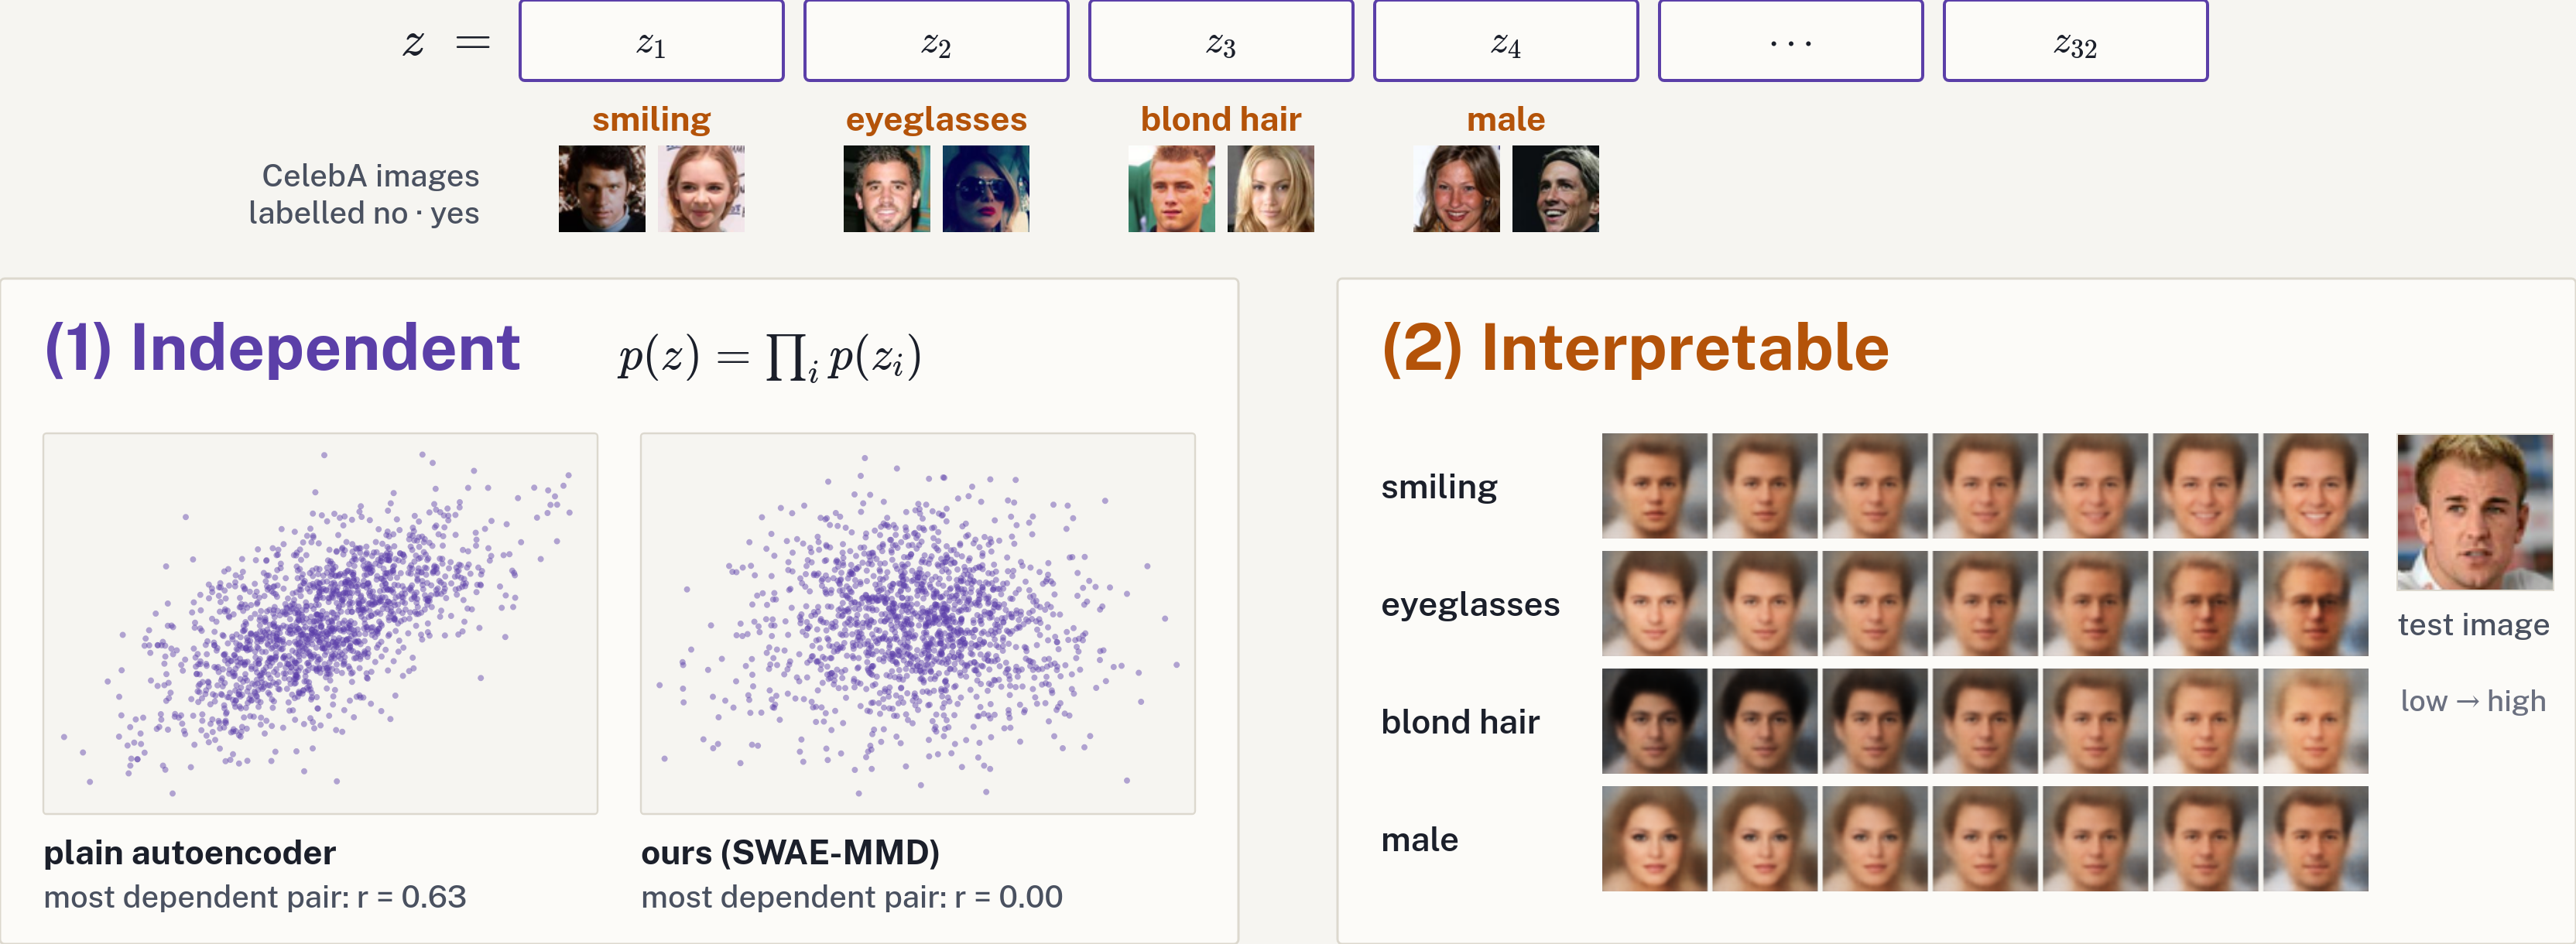 z = z1 z2 z3 z4 ⋯ z32
smiling eyeglasses blond hair male
CelebA images
labelled no · yes
(1) Independent p(z) = ∏i p(zi)
plain autoencoder
most dependent pair: r = 0.63
ours (SWAE-MMD)
most dependent pair: r = 0.00
(2) Interpretable
smiling
eyeglasses
blond hair
male
test image
low → high